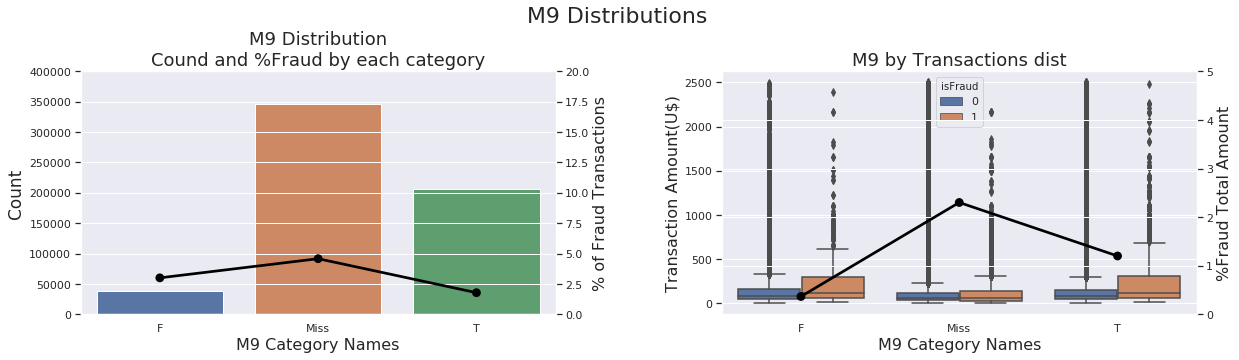 M9 Distributions
M9 Distribution
Cound and %Fraud by each category
400000
350000
300000
250000
200000
150000
100000
50000
0
Count
20.0
17.5
15.0
12.5
10.0
7.5
5.0
2.5
0.0
% of Fraud Transactions
F
Miss
T
M9 Category Names
M9 by Transactions dist
2500
2000
1500
1000
500
0
Transaction Amount(U$)
isFraud
0
1
5
4
3
2
1
0
%Fraud Total Amount
F
Miss
T
M9 Category Names